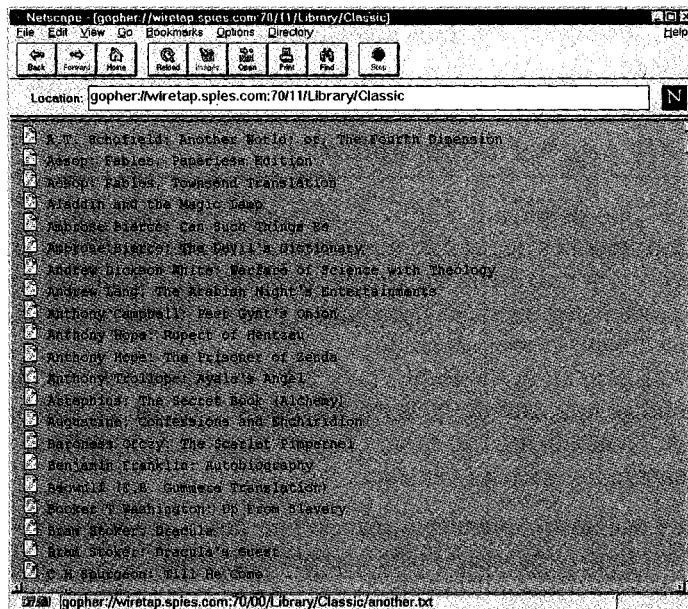 Netscape - [gopher://wiretap.spies.com:70/11/Library/Classic]
File Edit View Go Bookmarks Options Directory Help
Back Forward Home Reload Images Open Print Find Stop
Location: gopher://wiretap.spies.com:70/11/Library/Classic
N
A.T. Schofield: Another World; or, The Fourth Dimension
Aesop: Fables, Paperless Edition
Aesop: Fables, Townsend Translation
Aladdin and the Magic Lamp
Ambrose Bierce: Can Such Things Be
Ambrose Bierce: The Devil's Dictionary
Andrew Dickson White: Warfare of Science with Theology
Andrew Lang: The Arabian Night's Entertainments
Anthony Campbell: Peer Gynt's Onion
Anthony Hope: Rupert of Hentzau
Anthony Hope: The Prisoner of Zenda
Anthony Trollope: Ayala's Angel
The Secret Book (Alchemy)
Augustine: Confessions and Enchiridion
Baroness Orczy: The Scarlet Pimpernel
Benjamin Franklin: Autobiography
Beowulf (F.B. Gummere Translation)
Booker T Washington: Up From Slavery
Bram Stoker: Dracula
Bram Stoker: Dracula's Guest
C H Spurgeon: Till He Come
gopher://wiretap.spies.com:70/00/Library/Classic/another.txt